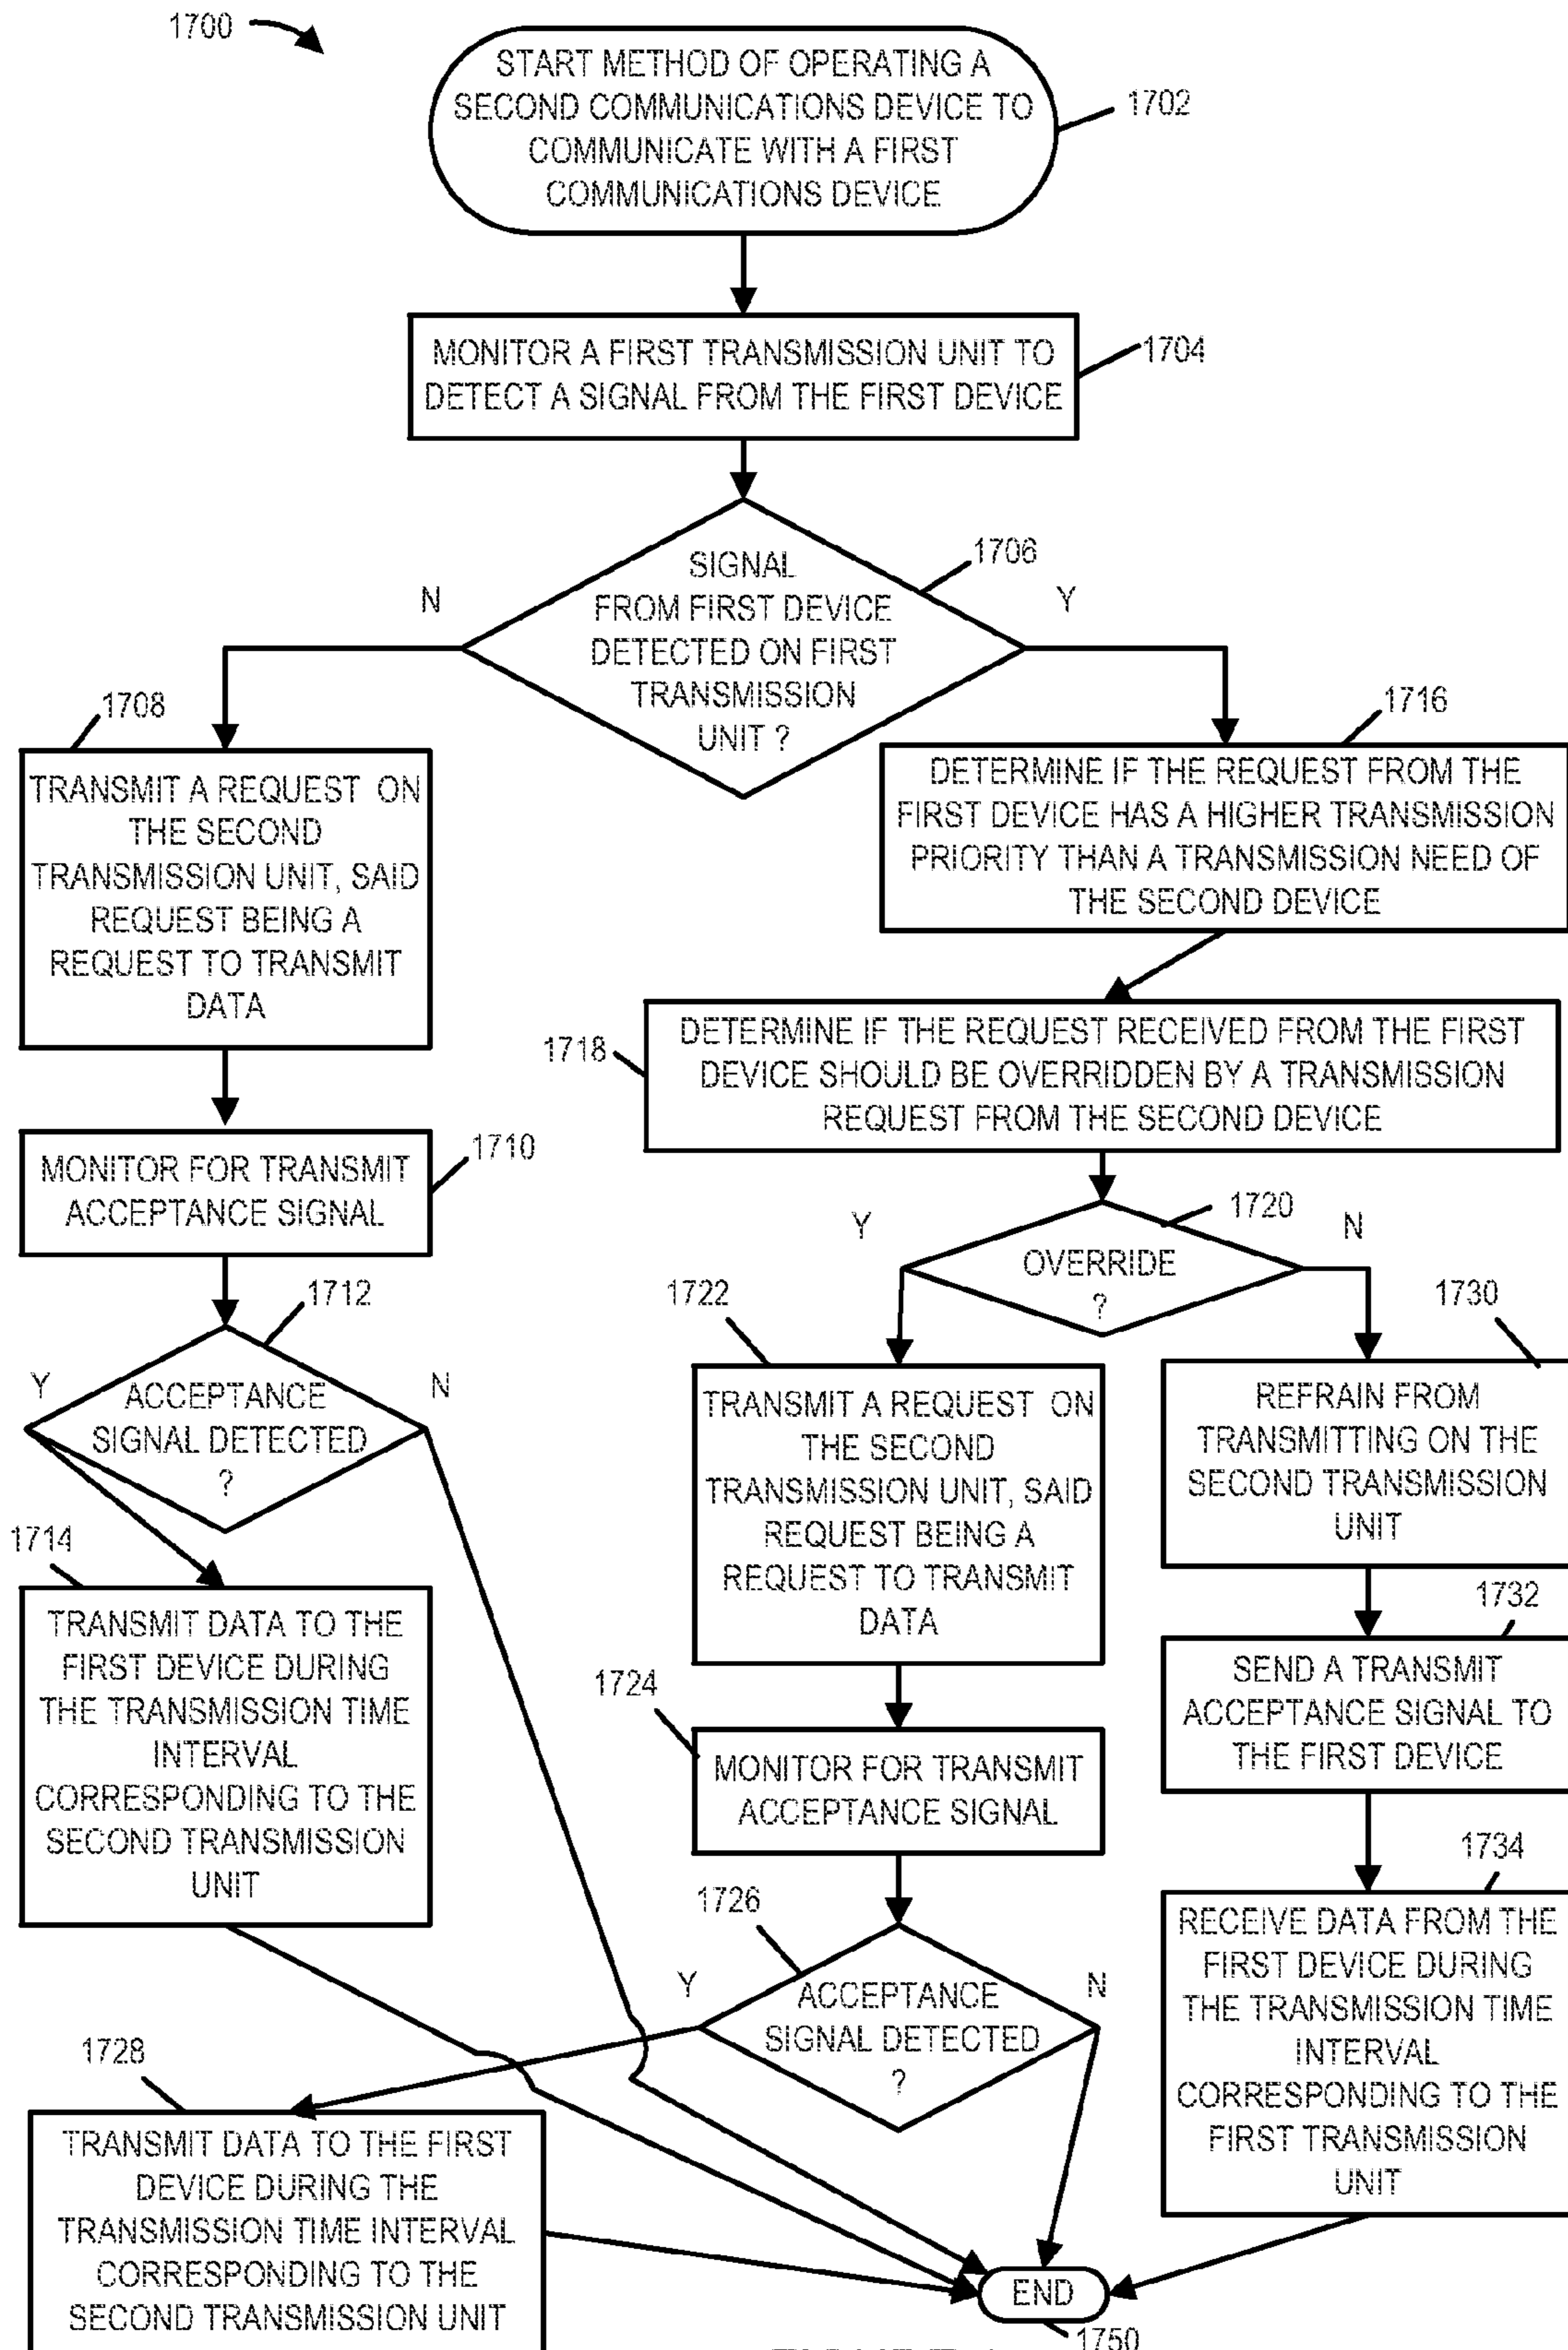 1700
START METHOD OF OPERATING A
SECOND COMMUNICATIONS DEVICE TO
COMMUNICATE WITH A FIRST
COMMUNICATIONS DEVICE
1702
MONITOR A FIRST TRANSMISSION UNIT TO
DETECT A SIGNAL FROM THE FIRST DEVICE
1704
SIGNAL
FROM FIRST DEVICE
DETECTED ON FIRST
TRANSMISSION
UNIT ?
1706
N
Y
1708
TRANSMIT A REQUEST ON
THE SECOND
TRANSMISSION UNIT, SAID
REQUEST BEING A
REQUEST TO TRANSMIT
DATA
1716
DETERMINE IF THE REQUEST FROM THE
FIRST DEVICE HAS A HIGHER TRANSMISSION
PRIORITY THAN A TRANSMISSION NEED OF
THE SECOND DEVICE
1718
DETERMINE IF THE REQUEST RECEIVED FROM THE FIRST
DEVICE SHOULD BE OVERRIDDEN BY A TRANSMISSION
REQUEST FROM THE SECOND DEVICE
MONITOR FOR TRANSMIT
ACCEPTANCE SIGNAL
1710
1720
Y
OVERRIDE
?
N
1712
Y
ACCEPTANCE
SIGNAL DETECTED
?
N
1722
TRANSMIT A REQUEST ON
THE SECOND
TRANSMISSION UNIT, SAID
REQUEST BEING A
REQUEST TO TRANSMIT
DATA
1730
REFRAIN FROM
TRANSMITTING ON THE
SECOND TRANSMISSION
UNIT
1714
TRANSMIT DATA TO THE
FIRST DEVICE DURING
THE TRANSMISSION TIME
INTERVAL
CORRESPONDING TO THE
SECOND TRANSMISSION
UNIT
1732
SEND A TRANSMIT
ACCEPTANCE SIGNAL TO
THE FIRST DEVICE
1724
MONITOR FOR TRANSMIT
ACCEPTANCE SIGNAL
1734
RECEIVE DATA FROM THE
FIRST DEVICE DURING
THE TRANSMISSION TIME
INTERVAL
CORRESPONDING TO THE
FIRST TRANSMISSION
UNIT
1726
Y
ACCEPTANCE
SIGNAL DETECTED
?
N
1728
TRANSMIT DATA TO THE FIRST
DEVICE DURING THE
TRANSMISSION TIME INTERVAL
CORRESPONDING TO THE
SECOND TRANSMISSION UNIT
END
1750